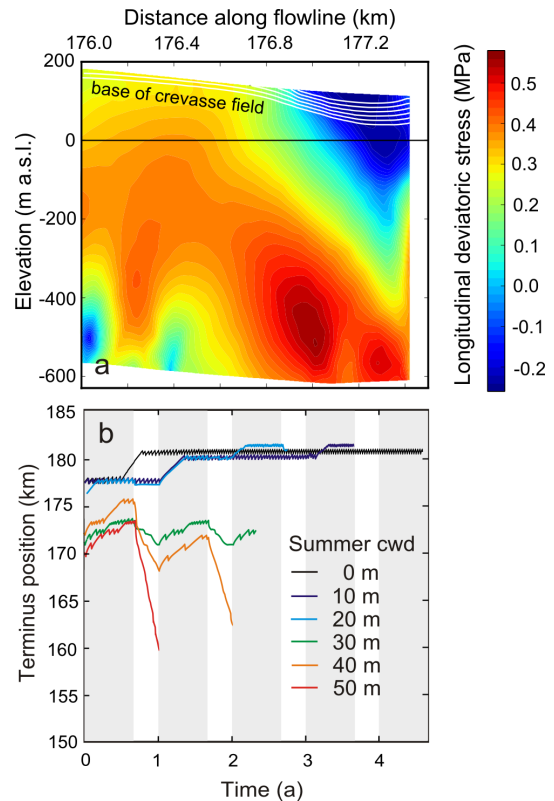 Distance along flowline (km)
176.0 176.4 176.8 177.2
200
0
-200
-400
-600
Elevation (m a.s.l.)
base of crevasse field
a
0.5
0.4
0.3
0.2
0.1
0.0
-0.1
-0.2
Longitudinal deviatoric stress (MPa)
185
180
175
170
165
160
155
150
Terminus position (km)
b
Summer cwd
0 m
10 m
20 m
30 m
40 m
50 m
0 1 2 3 4
Time (a)